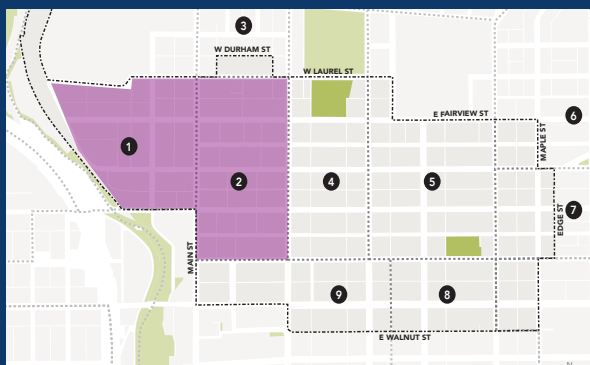 3
W DURHAM ST
W LAUREL ST
E FAIRVIEW ST
6
MAPLE ST
1
2
4
5
7
EDGE ST
MAIN ST
9
8
E WALNUT ST
N